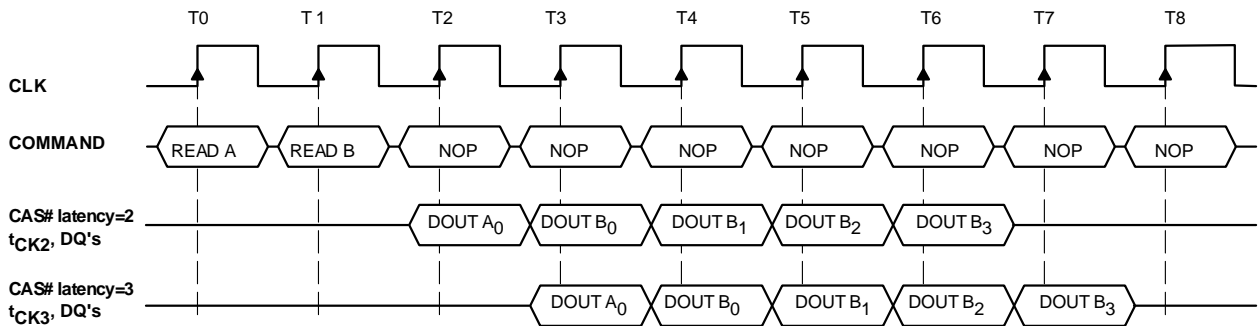 T0 T1 T2 T3 T4 T5 T6 T7 T8
CLK
COMMAND READ A READ B NOP NOP NOP NOP NOP NOP NOP
CAS# latency=2
tCK2, DQ's DOUT A0 DOUT B0 DOUT B1 DOUT B2 DOUT B3
CAS# latency=3
tCK3, DQ's DOUT A0 DOUT B0 DOUT B1 DOUT B2 DOUT B3